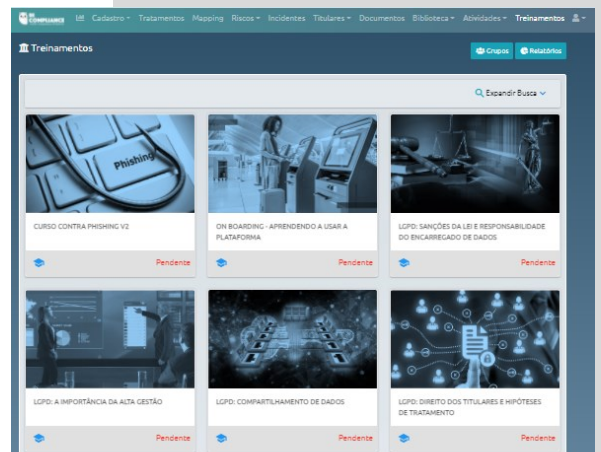 COMPLIANCE Cadastro Tratamentos Mapping Riscos Incidentes Titulares Documentos Biblioteca Atividades Treinamentos
Treinamentos
Grupos Relatórios
Expandir Busca
Phishing
CURSO CONTRA PHISHING V2
ON BOARDING - APRENDENDO A USAR A
PLATAFORMA
LGPD: SANÇÕES DA LEI E RESPONSABILIDADE
DO ENCARREGADO DE DADOS
Pendente Pendente Pendente
LGPD: A IMPORTÂNCIA DA ALTA GESTÃO
LGPD: COMPARTILHAMENTO DE DADOS
LGPD: DIREITO DOS TITULARES E HIPÓTESES
DE TRATAMENTO
Pendente Pendente Pendente